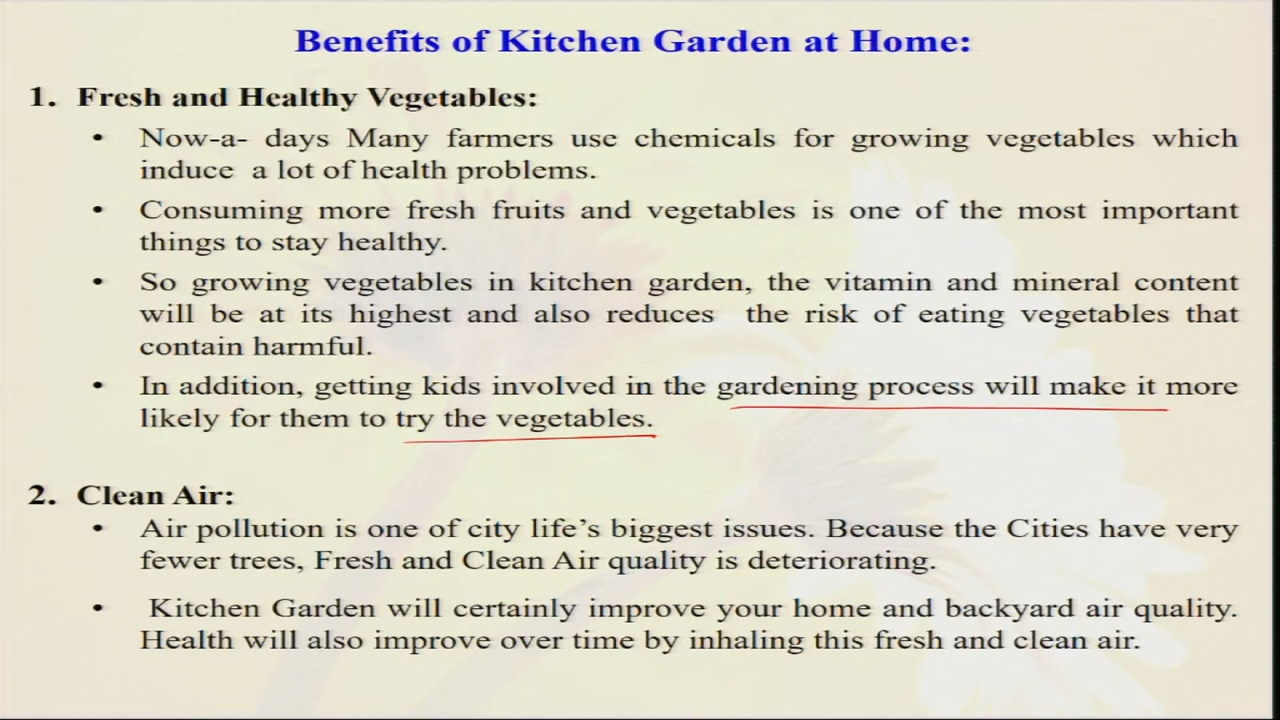 Benefits of Kitchen Garden at Home:
1. Fresh and Healthy Vegetables:
• Now-a- days Many farmers use chemicals for growing vegetables which
induce a lot of health problems.
• Consuming more fresh fruits and vegetables is one of the most important
things to stay healthy.
• So growing vegetables in kitchen garden, the vitamin and mineral content
will be at its highest and also reduces the risk of eating vegetables that
contain harmful.
• In addition, getting kids involved in the gardening process will make it more
likely for them to try the vegetables.
2. Clean Air:
• Air pollution is one of city life’s biggest issues. Because the Cities have very
fewer trees, Fresh and Clean Air quality is deteriorating.
• Kitchen Garden will certainly improve your home and backyard air quality.
Health will also improve over time by inhaling this fresh and clean air.